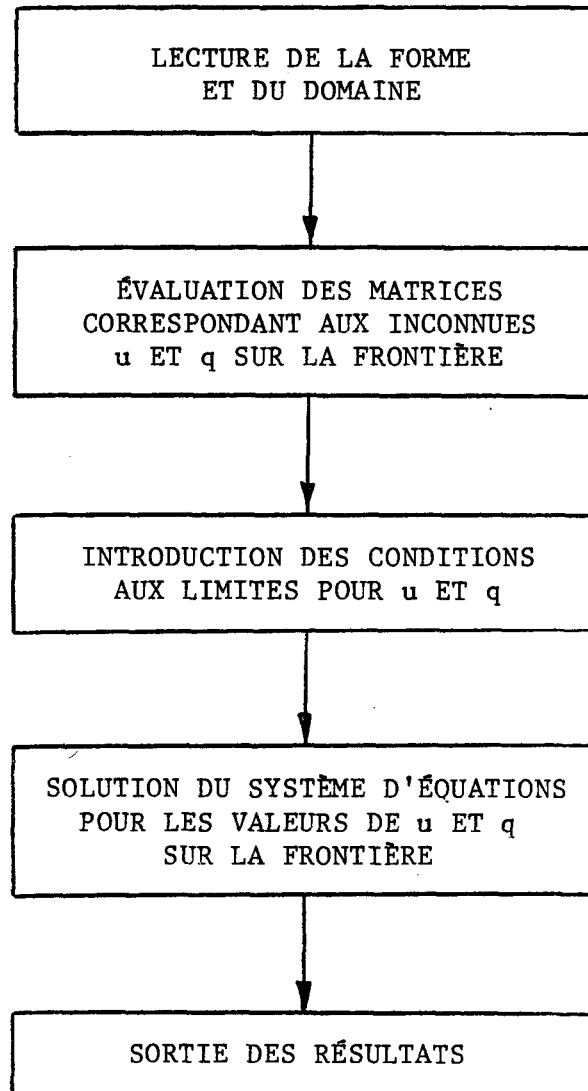 LECTURE DE LA FORME
ET DU DOMAINE
ÉVALUATION DES MATRICES
CORRESPONDANT AUX INCONNUES
u ET q SUR LA FRONTIÈRE
INTRODUCTION DES CONDITIONS
AUX LIMITES POUR u ET q
SOLUTION DU SYSTÈME D'ÉQUATIONS
POUR LES VALEURS DE u ET q
SUR LA FRONTIÈRE
SORTIE DES RÉSULTATS